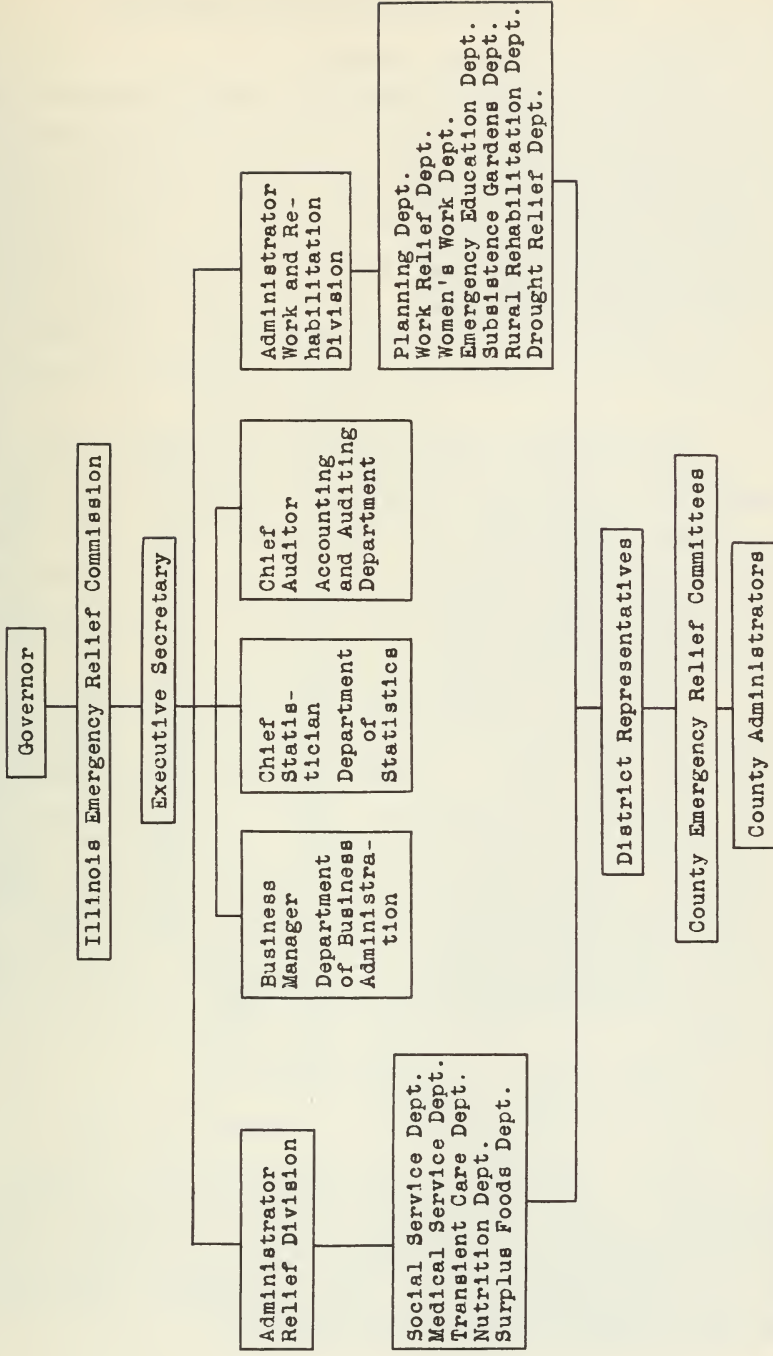 Governor
Illinois Emergency Relief Commission
Executive Secretary
Administrator
Relief Division
Business
Manager
Department
of Business
Administra-
tion
Chief
Statis-
tician
Department
of
Statistics
Chief
Auditor
Accounting
and Auditing
Department
Administrator
Work and Re-
habilitation
Division
Social Service Dept.
Medical Service Dept.
Transient Care Dept.
Nutrition Dept.
Surplus Foods Dept.
Planning Dept.
Work Relief Dept.
Women's Work Dept.
Emergency Education Dept.
Subsistence Gardens Dept.
Rural Rehabilitation Dept.
Drought Relief Dept.
District Representatives
County Emergency Relief Committees
County Administrators